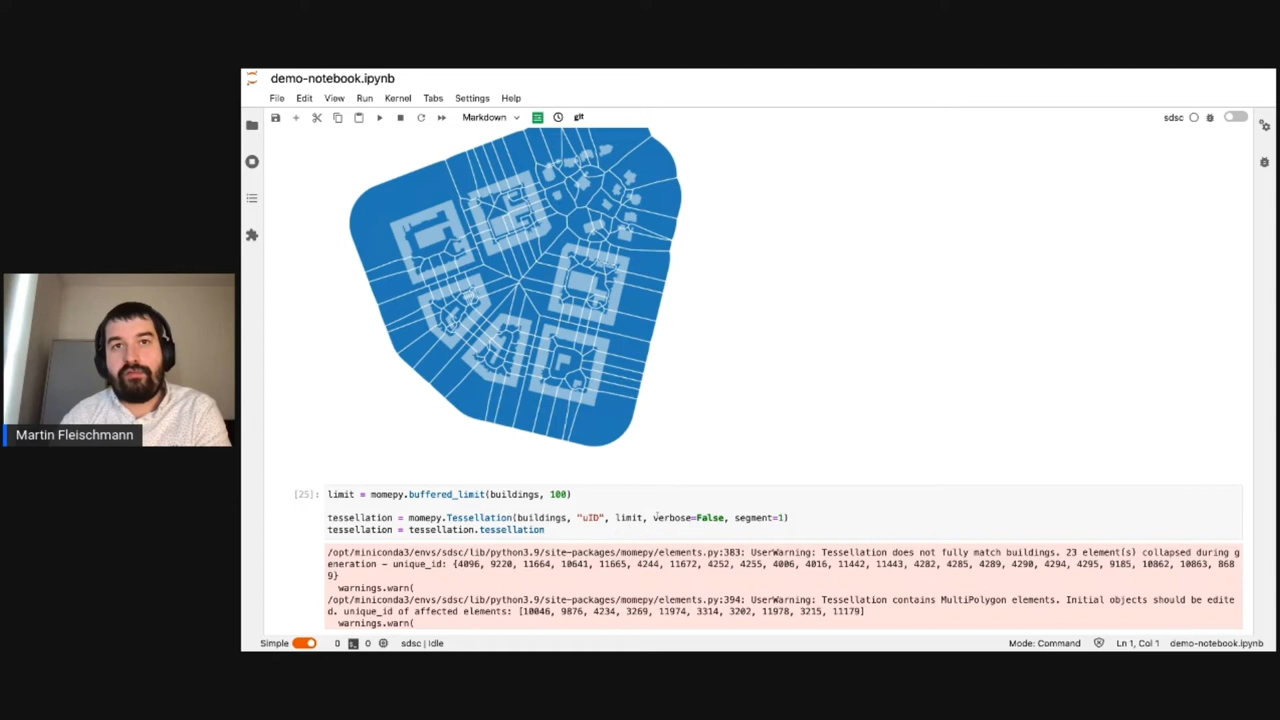 demo-notebook.ipynb
File Edit View Run Kernel Tabs Settings Help
Markdown git sdsc
[25]: limit = momepy.buffered_limit(buildings, 100)
tessellation = momepy.Tessellation(buildings, "uID", limit, verbose=False, segment=1)
tessellation = tessellation.tessellation
/opt/miniconda3/envs/sdsc/lib/python3.9/site-packages/momepy/elements.py:383: UserWarning: Tessellation does not fully match buildings. 23 element(s) collapsed during g
eneration - unique_id: {4096, 9220, 11664, 10641, 11665, 4244, 11672, 4252, 4255, 4006, 4016, 11442, 11443, 4282, 4285, 4289, 4290, 4294, 4295, 9185, 10862, 10863, 868
9}
warnings.warn(
/opt/miniconda3/envs/sdsc/lib/python3.9/site-packages/momepy/elements.py:394: UserWarning: Tessellation contains MultiPolygon elements. Initial objects should be edite
d. unique_id of affected elements: [10046, 9876, 4234, 3269, 11974, 3314, 3202, 11978, 3215, 11179]
warnings.warn(
Simple 0 0 sdsc | Idle Mode: Command Ln 1, Col 1 demo-notebook.ipynb
Martin Fleischmann